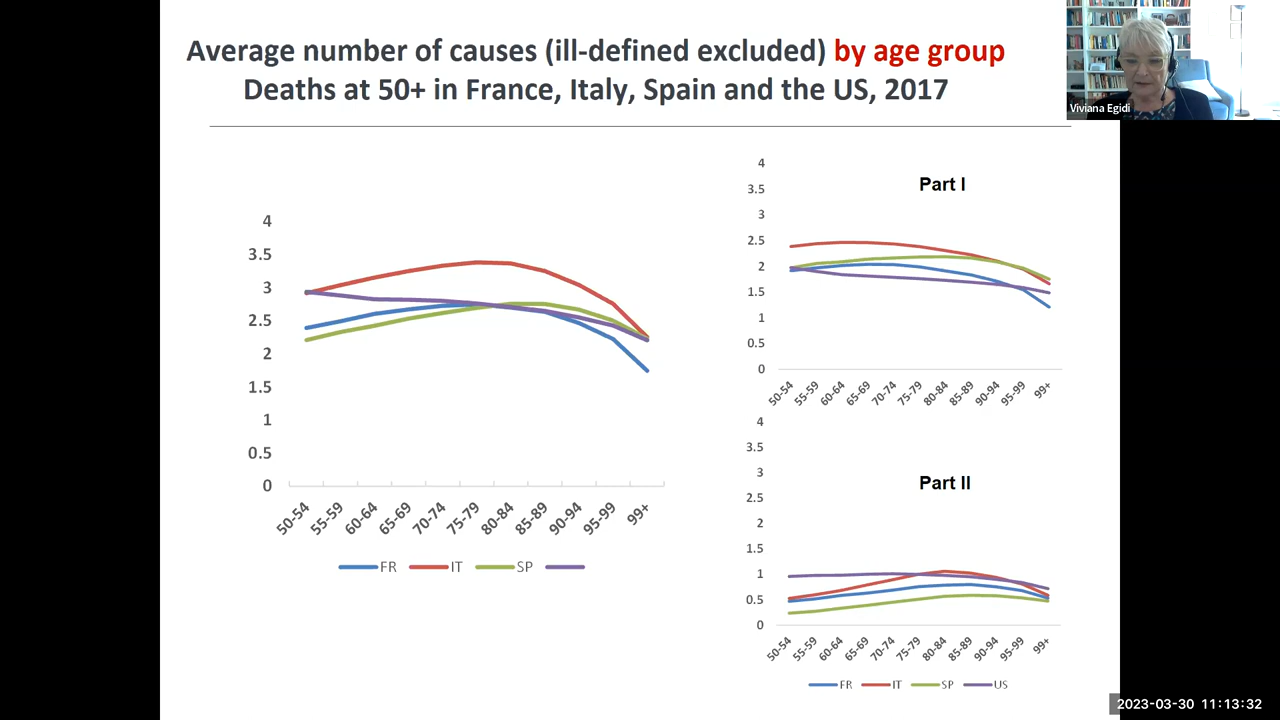 Average number of causes (ill-defined excluded) by age group
Deaths at 50+ in France, Italy, Spain and the US, 2017
Viviana Egidi
4
3.5
3
2.5
2
1.5
1
0.5
0
50-54 55-59 60-64 65-69 70-74 75-79 80-84 85-89 90-94 95-99 99+
FR IT SP
Part I
4
3.5
3
2.5
2
1.5
1
0.5
0
50-54 55-59 60-64 65-69 70-74 75-79 80-84 85-89 90-94 95-99 99+
Part II
4
3.5
3
2.5
2
1.5
1
0.5
0
50-54 55-59 60-64 65-69 70-74 75-79 80-84 85-89 90-94 95-99 99+
FR IT SP US
2023-03-30 11:13:32